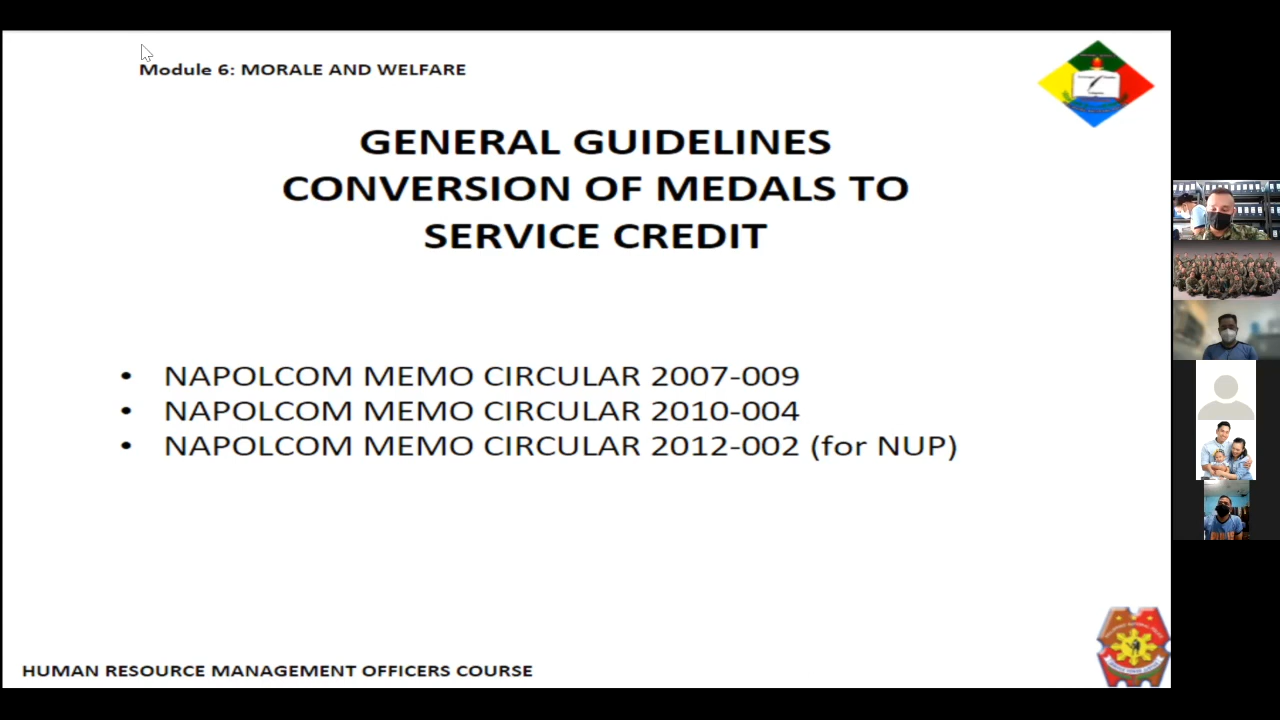 Module 6: MORALE AND WELFARE
GENERAL GUIDELINES
CONVERSION OF MEDALS TO
SERVICE CREDIT
• NAPOLCOM MEMO CIRCULAR 2007-009
• NAPOLCOM MEMO CIRCULAR 2010-004
• NAPOLCOM MEMO CIRCULAR 2012-002 (for NUP)
HUMAN RESOURCE MANAGEMENT OFFICERS COURSE